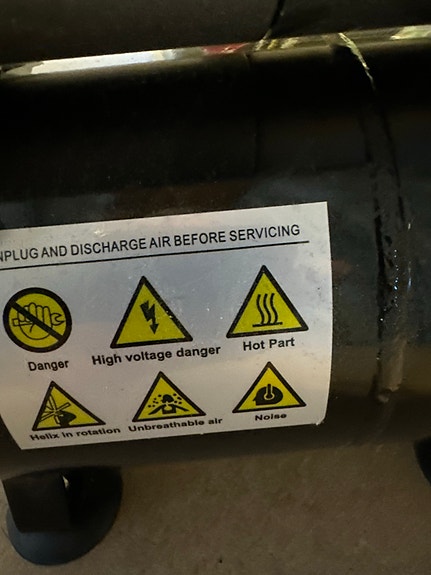 NPLUG AND DISCHARGE AIR BEFORE SERVICING
Danger High voltage danger Hot Part
Helix in rotation Unbreathable air Noise